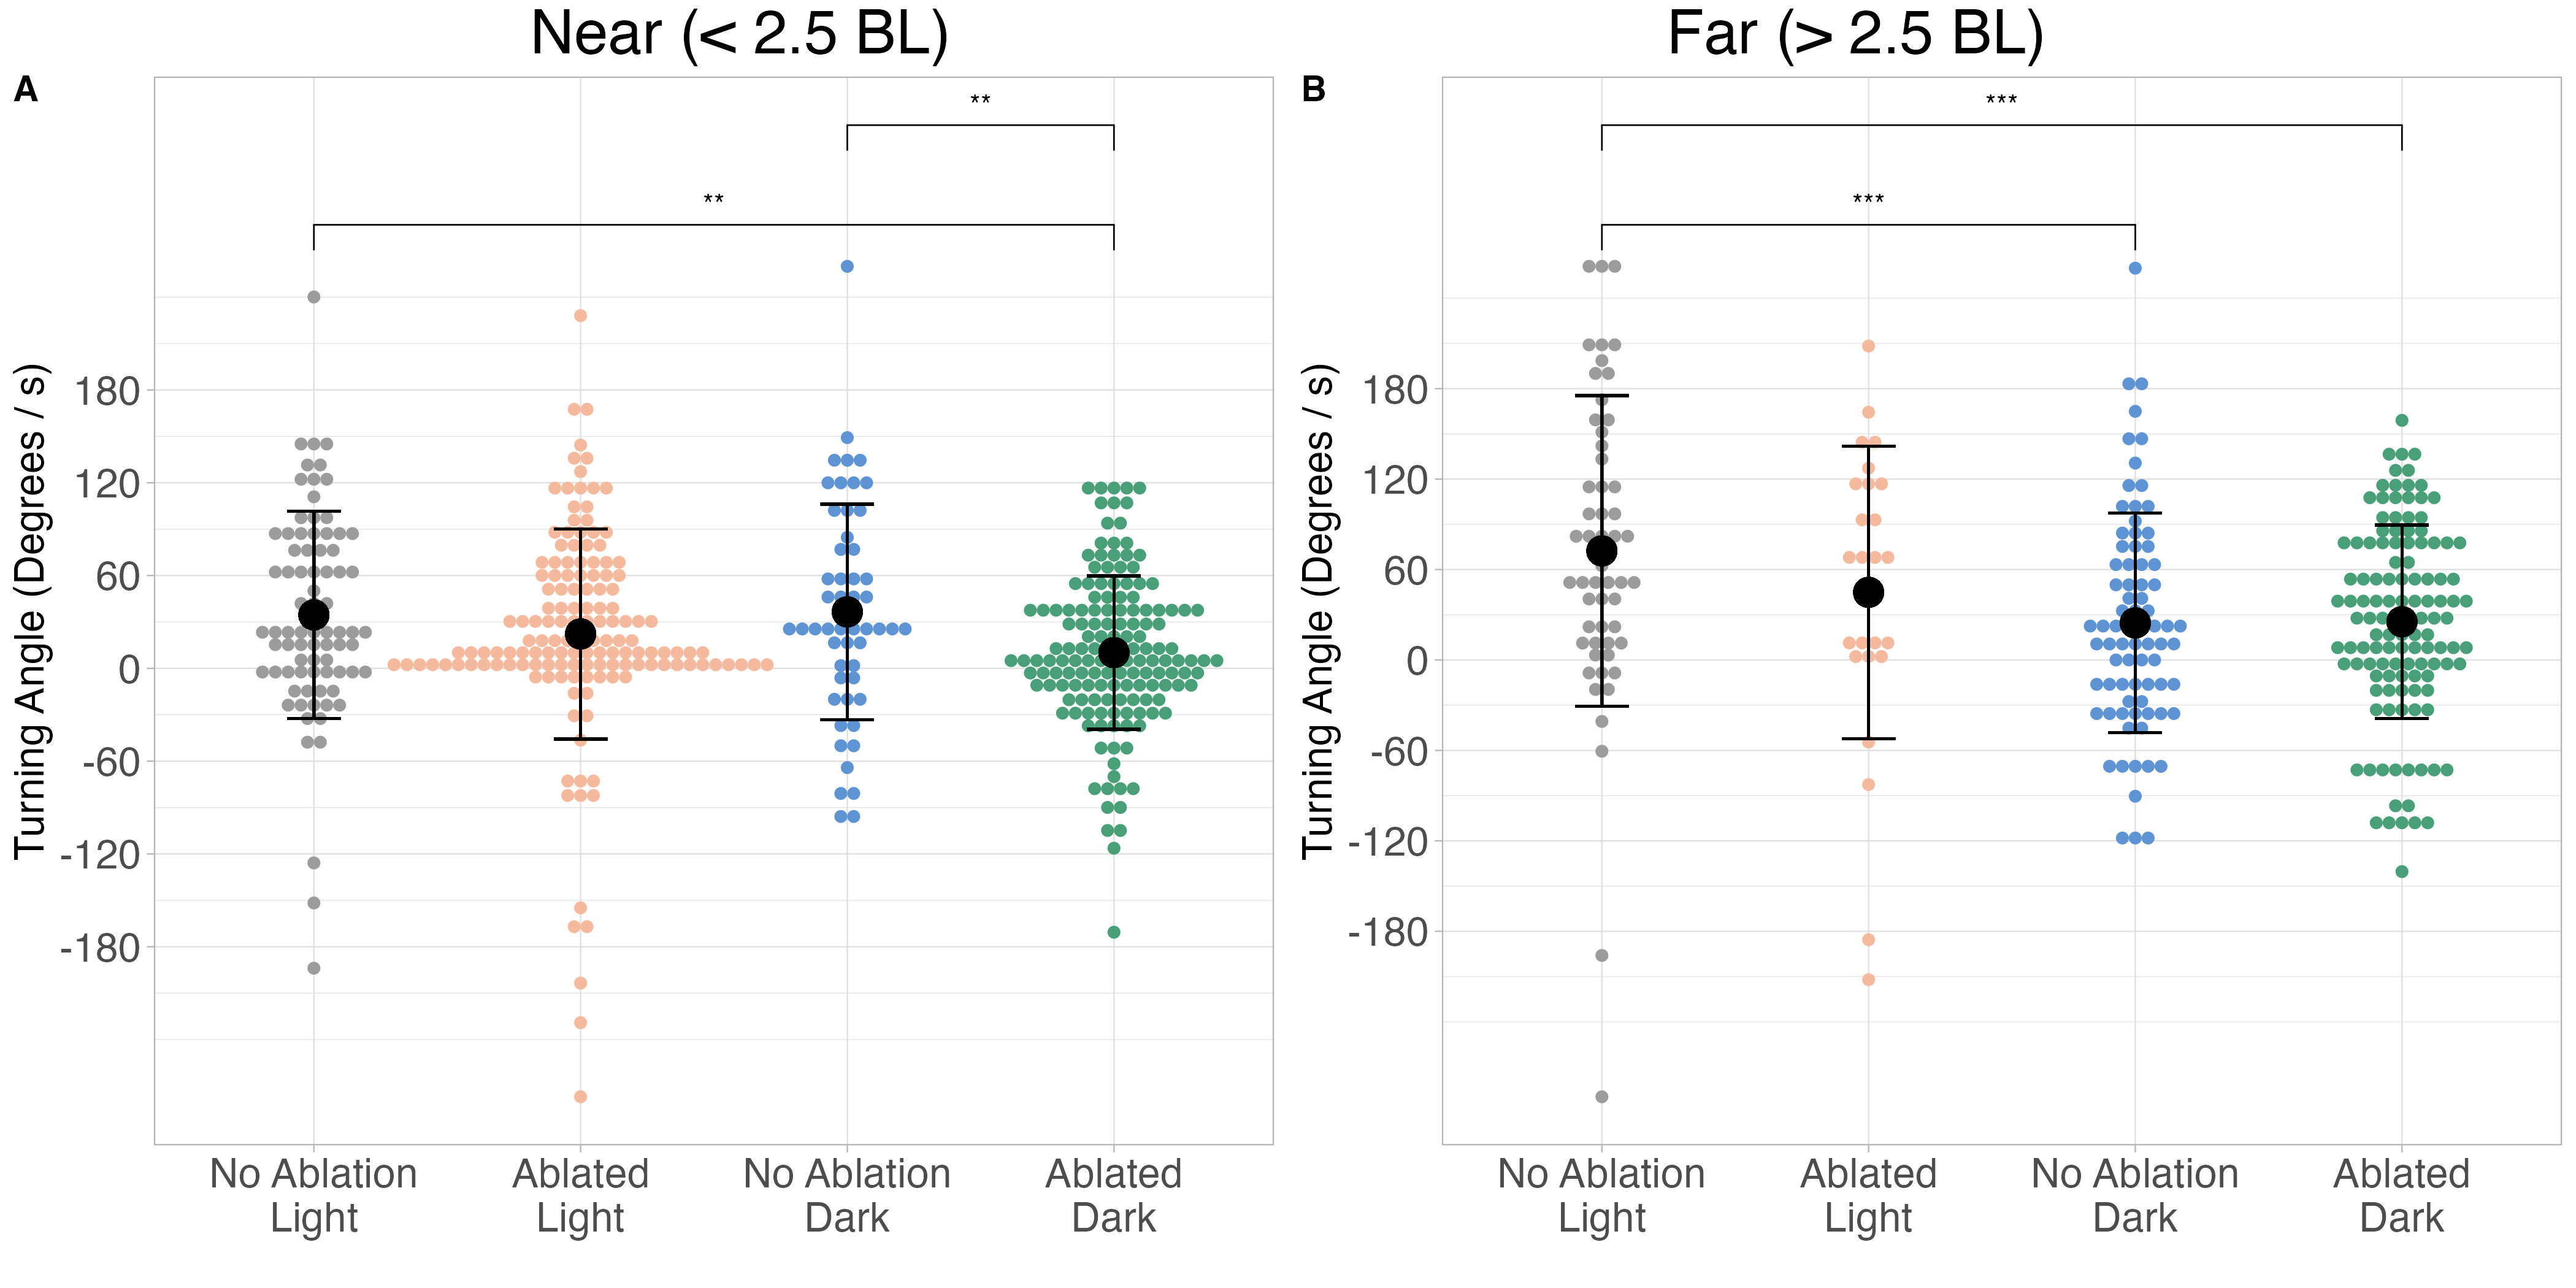 Near (< 2.5 BL)
A
**
**
Turning Angle (Degrees / s)
180
120
60
0
-60
-120
-180
No Ablation
Light
Ablated
Light
No Ablation
Dark
Ablated
Dark
Far (> 2.5 BL)
B
***
***
Turning Angle (Degrees / s)
180
120
60
0
-60
-120
-180
No Ablation
Light
Ablated
Light
No Ablation
Dark
Ablated
Dark